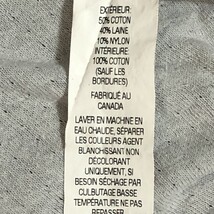 EXTÉRIEUR:
50% COTON
40% LAINE
10% NYLON
INTÉRIEURE:
100% COTON
(SAUF LES
BORDURES)
FABRIQUÉ AU
CANADA
LAVER EN MACHINE EN
EAU CHAUDE, SÉPARER
LES COULEURS AGENT
BLANCHISSANT NON
DECOLORANT
UNIQUEMENT, SI
BESOIN SÉCHAGE PAR
CULBUTAGE BASSE
TEMPÉRATURE NE PAS
REPASSER